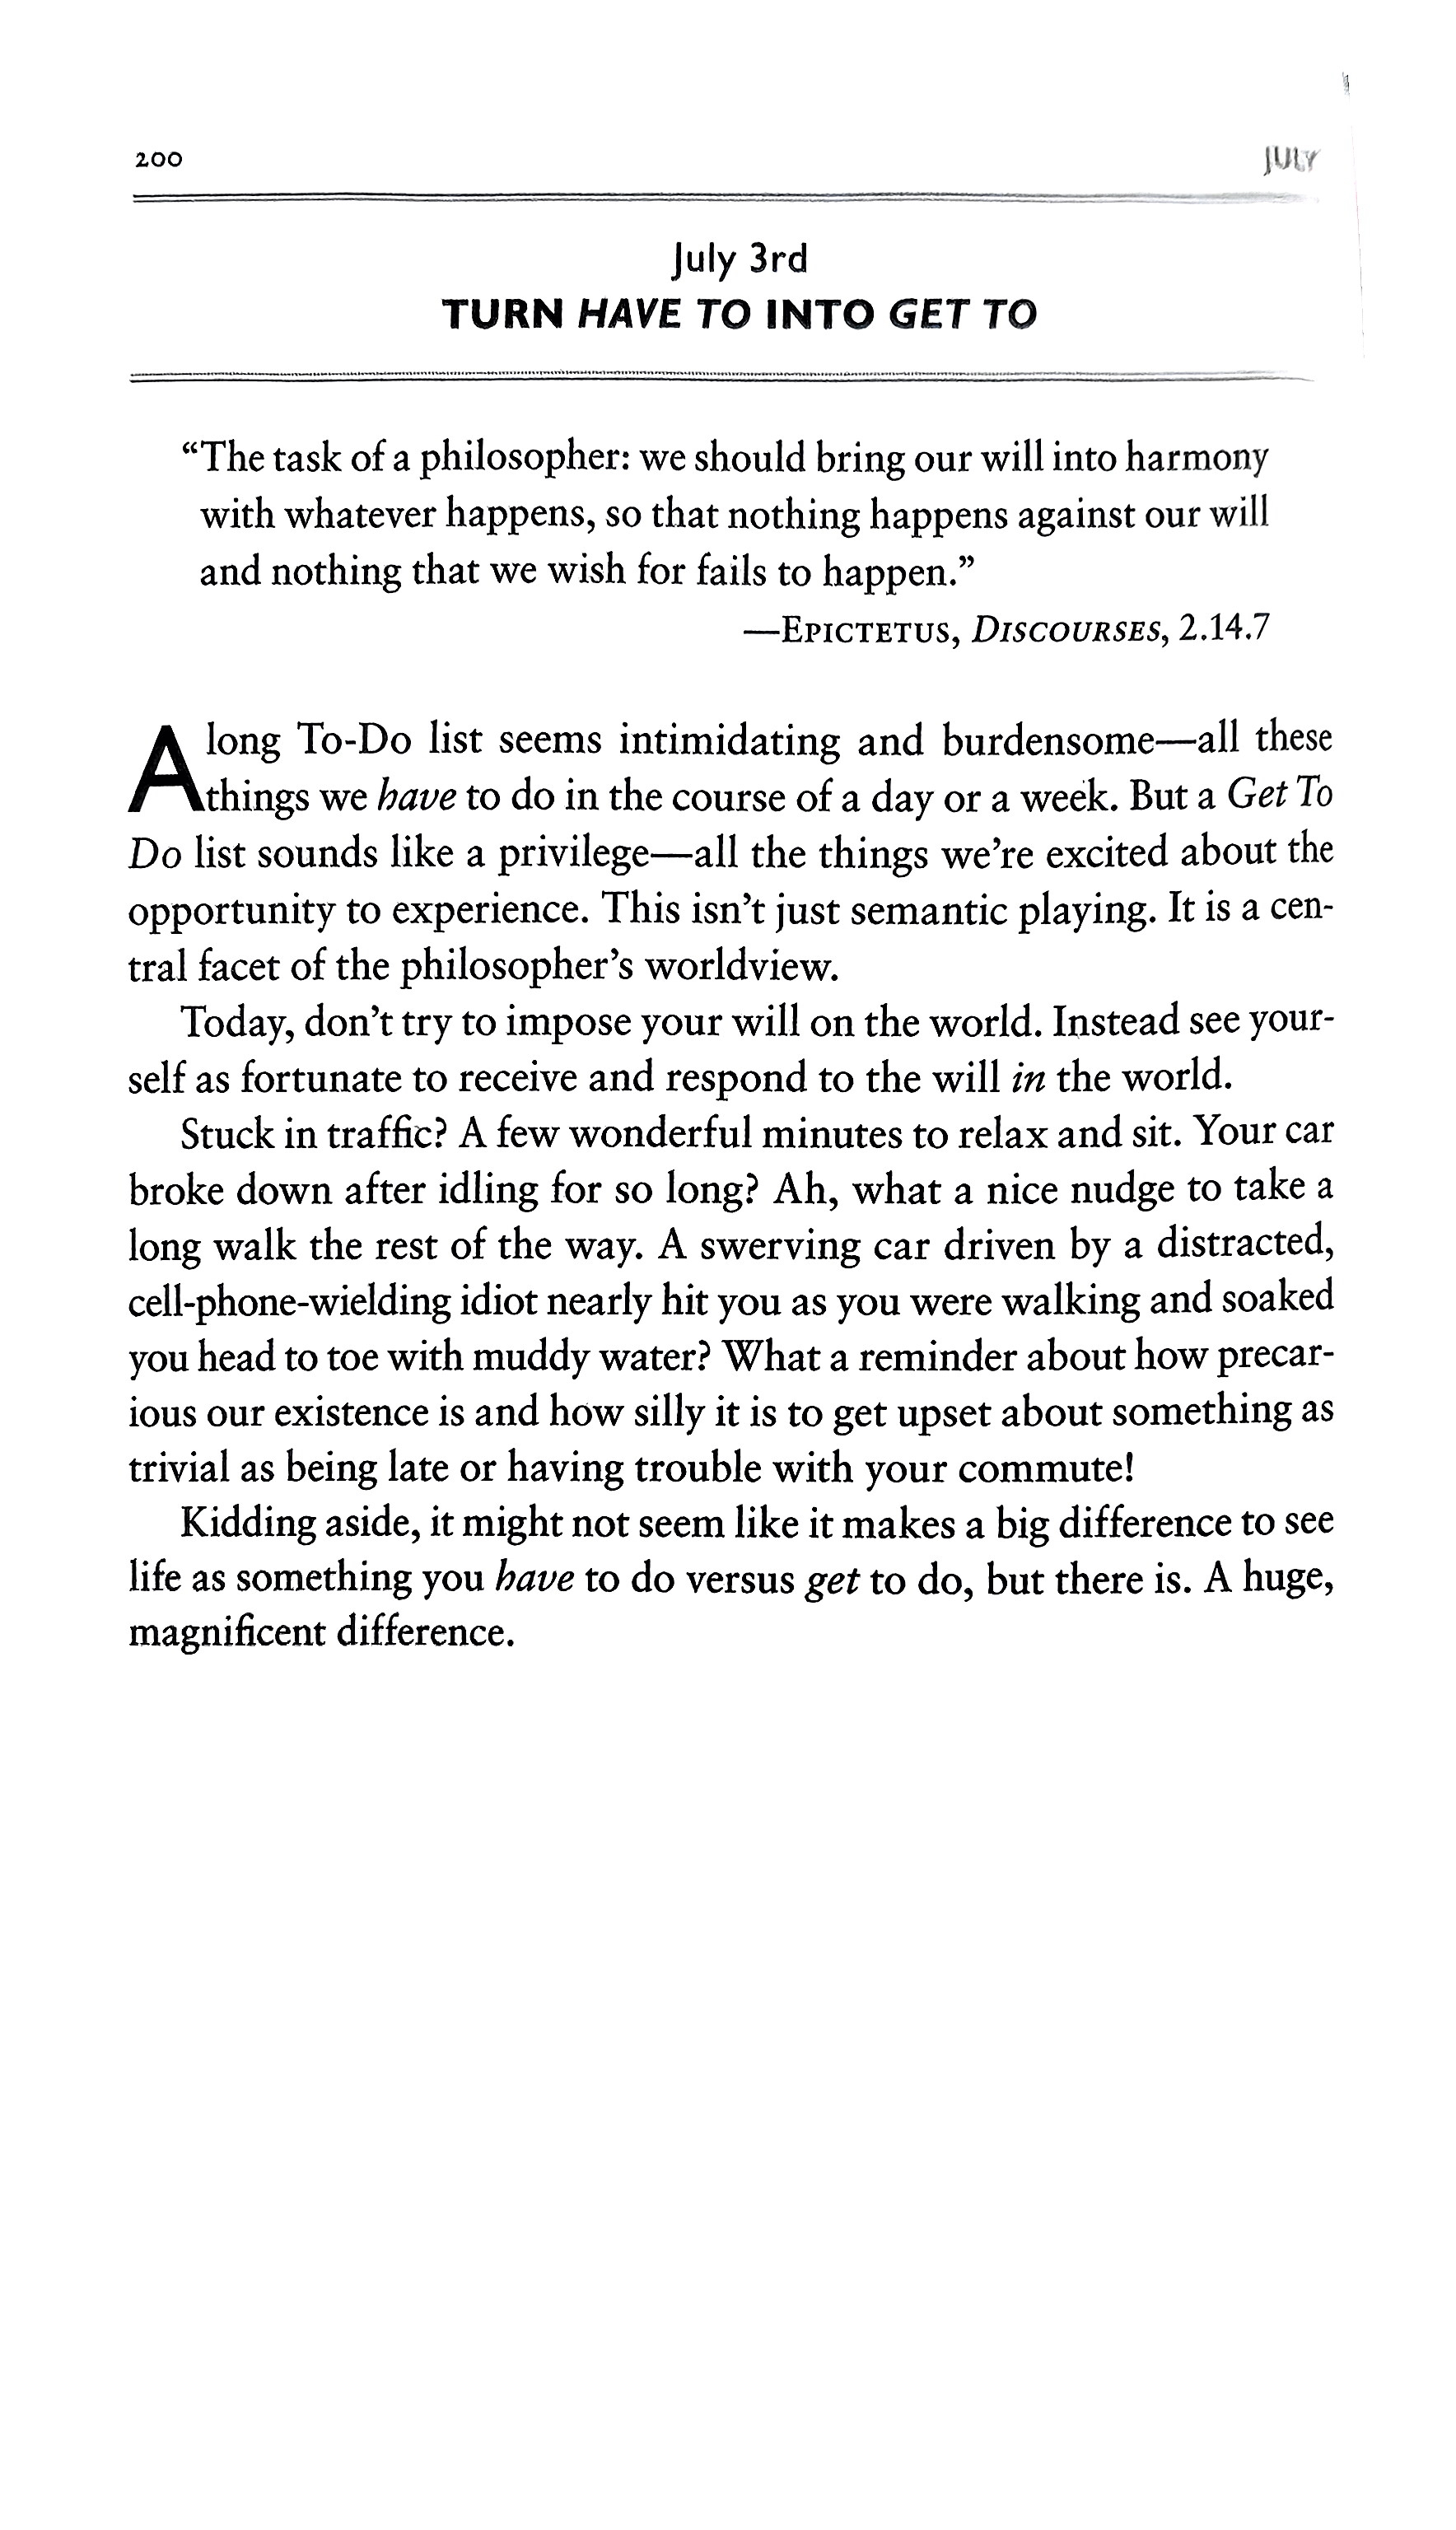 200
JULY
July 3rd
TURN HAVE TO INTO GET TO
“The task of a philosopher: we should bring our will into harmony
with whatever happens, so that nothing happens against our will
and nothing that we wish for fails to happen.”
—EPICTETUS, DISCOURSES, 2.14.7
A long To-Do list seems intimidating and burdensome—all these
things we have to do in the course of a day or a week. But a Get To
Do list sounds like a privilege—all the things we’re excited about the
opportunity to experience. This isn’t just semantic playing. It is a cen-
tral facet of the philosopher’s worldview.
Today, don’t try to impose your will on the world. Instead see your-
self as fortunate to receive and respond to the will in the world.
Stuck in traffic? A few wonderful minutes to relax and sit. Your car
broke down after idling for so long? Ah, what a nice nudge to take a
long walk the rest of the way. A swerving car driven by a distracted,
cell-phone-wielding idiot nearly hit you as you were walking and soaked
you head to toe with muddy water? What a reminder about how precar-
ious our existence is and how silly it is to get upset about something as
trivial as being late or having trouble with your commute!
Kidding aside, it might not seem like it makes a big difference to see
life as something you have to do versus get to do, but there is. A huge,
magnificent difference.